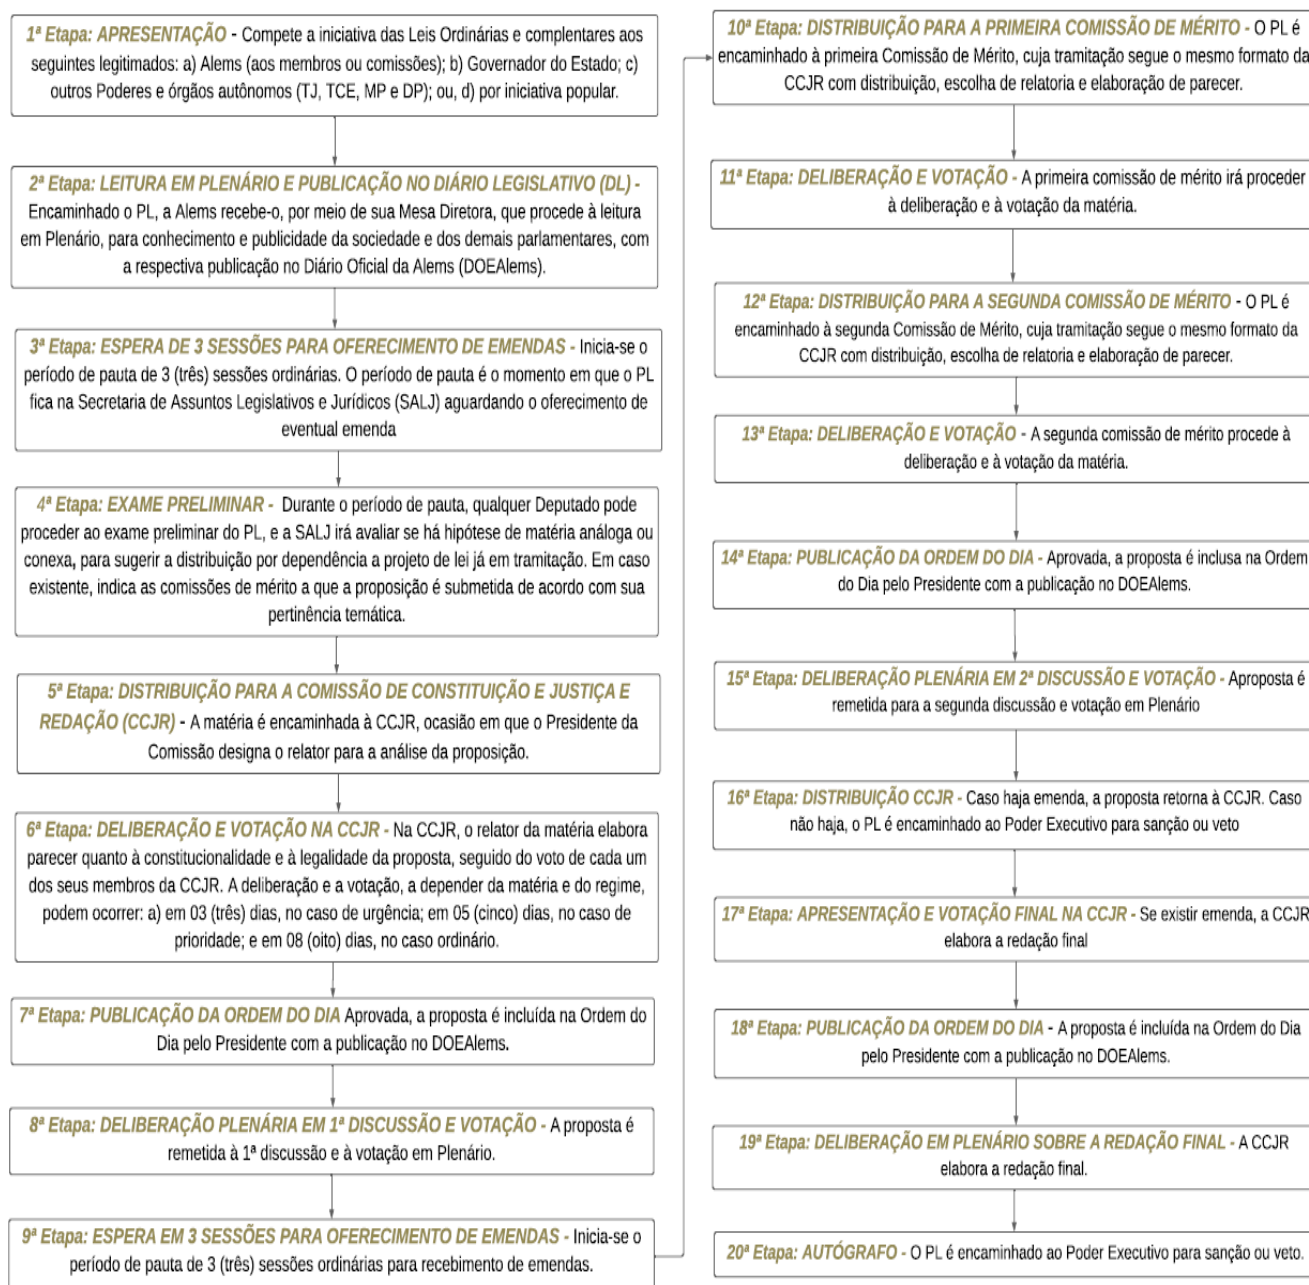 1ª Etapa: APRESENTAÇÃO - Compete a iniciativa das Leis Ordinárias e complentares aos
seguintes legitimados: a) Alems (aos membros ou comissões); b) Governador do Estado; c)
outros Poderes e órgãos autônomos (TJ, TCE, MP e DP); ou, d) por iniciativa popular.
2ª Etapa: LEITURA EM PLENÁRIO E PUBLICAÇÃO NO DIÁRIO LEGISLATIVO (DL) -
Encaminhado o PL, a Alems recebe-o, por meio de sua Mesa Diretora, que procede à leitura
em Plenário, para conhecimento e publicidade da sociedade e dos demais parlamentares, com
a respectiva publicação no Diário Oficial da Alems (DOEAlems).
3ª Etapa: ESPERA DE 3 SESSÕES PARA OFERECIMENTO DE EMENDAS - Inicia-se o
período de pauta de 3 (três) sessões ordinárias. O período de pauta é o momento em que o PL
fica na Secretaria de Assuntos Legislativos e Jurídicos (SALJ) aguardando o oferecimento de
eventual emenda
4ª Etapa: EXAME PRELIMINAR - Durante o período de pauta, qualquer Deputado pode
proceder ao exame preliminar do PL, e a SALJ irá avaliar se há hipótese de matéria análoga ou
conexa, para sugerir a distribuição por dependência a projeto de lei já em tramitação. Em caso
existente, indica as comissões de mérito a que a proposição é submetida de acordo com sua
pertinência temática.
5ª Etapa: DISTRIBUIÇÃO PARA A COMISSÃO DE CONSTITUIÇÃO E JUSTIÇA E
REDAÇÃO (CCJR) - A matéria é encaminhada à CCJR, ocasião em que o Presidente da
Comissão designa o relator para a análise da proposição.
6ª Etapa: DELIBERAÇÃO E VOTAÇÃO NA CCJR - Na CCJR, o relator da matéria elabora
parecer quanto à constitucionalidade e à legalidade da proposta, seguido do voto de cada um
dos seus membros da CCJR. A deliberação e a votação, a depender da matéria e do regime,
podem ocorrer: a) em 03 (três) dias, no caso de urgência; em 05 (cinco) dias, no caso de
prioridade; e em 08 (oito) dias, no caso ordinário.
7ª Etapa: PUBLICAÇÃO DA ORDEM DO DIA Aprovada, a proposta é incluída na Ordem do
Dia pelo Presidente com a publicação no DOEAlems.
8ª Etapa: DELIBERAÇÃO PLENÁRIA EM 1ª DISCUSSÃO E VOTAÇÃO - A proposta é
remetida à 1ª discussão e à votação em Plenário.
9ª Etapa: ESPERA EM 3 SESSÕES PARA OFERECIMENTO DE EMENDAS - Inicia-se o
período de pauta de 3 (três) sessões ordinárias para recebimento de emendas.
10ª Etapa: DISTRIBUIÇÃO PARA A PRIMEIRA COMISSÃO DE MÉRITO - O PL é
encaminhado à primeira Comissão de Mérito, cuja tramitação segue o mesmo formato da
CCJR com distribuição, escolha de relatoria e elaboração de parecer.
11ª Etapa: DELIBERAÇÃO E VOTAÇÃO - A primeira comissão de mérito irá proceder
à deliberação e à votação da matéria.
12ª Etapa: DISTRIBUIÇÃO PARA A SEGUNDA COMISSÃO DE MÉRITO - O PL é
encaminhado à segunda Comissão de Mérito, cuja tramitação segue o mesmo formato da
CCJR com distribuição, escolha de relatoria e elaboração de parecer.
13ª Etapa: DELIBERAÇÃO E VOTAÇÃO - A segunda comissão de mérito procede à
deliberação e à votação da matéria.
14ª Etapa: PUBLICAÇÃO DA ORDEM DO DIA - Aprovada, a proposta é inclusa na Ordem
do Dia pelo Presidente com a publicação no DOEAlems.
15ª Etapa: DELIBERAÇÃO PLENÁRIA EM 2ª DISCUSSÃO E VOTAÇÃO - Aproposta é
remetida para a segunda discussão e votação em Plenário
16ª Etapa: DISTRIBUIÇÃO CCJR - Caso haja emenda, a proposta retorna à CCJR. Caso
não haja, o PL é encaminhado ao Poder Executivo para sanção ou veto
17ª Etapa: APRESENTAÇÃO E VOTAÇÃO FINAL NA CCJR - Se existir emenda, a CCJR
elabora a redação final
18ª Etapa: PUBLICAÇÃO DA ORDEM DO DIA - A proposta é incluída na Ordem do Dia
pelo Presidente com a publicação no DOEAlems.
19ª Etapa: DELIBERAÇÃO EM PLENÁRIO SOBRE A REDAÇÃO FINAL - A CCJR
elabora a redação final.
20ª Etapa: AUTÓGRAFO - O PL é encaminhado ao Poder Executivo para sanção ou veto.